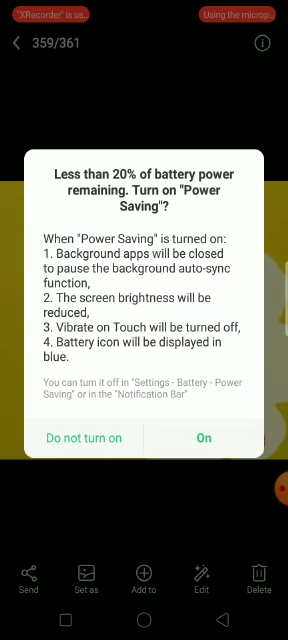 "XRecorder" is us..
Using the microp..
359/361
Less than 20% of battery power
remaining. Turn on "Power
Saving"?
When "Power Saving" is turned on:
1. Background apps will be closed
to pause the background auto-sync
function,
2. The screen brightness will be
reduced,
3. Vibrate on Touch will be turned off,
4. Battery icon will be displayed in
blue.
You can turn it off in "Settings - Battery - Power
Saving" or in the "Notification Bar"
Do not turn on
On
Send
Set as
Add to
Edit
Delete